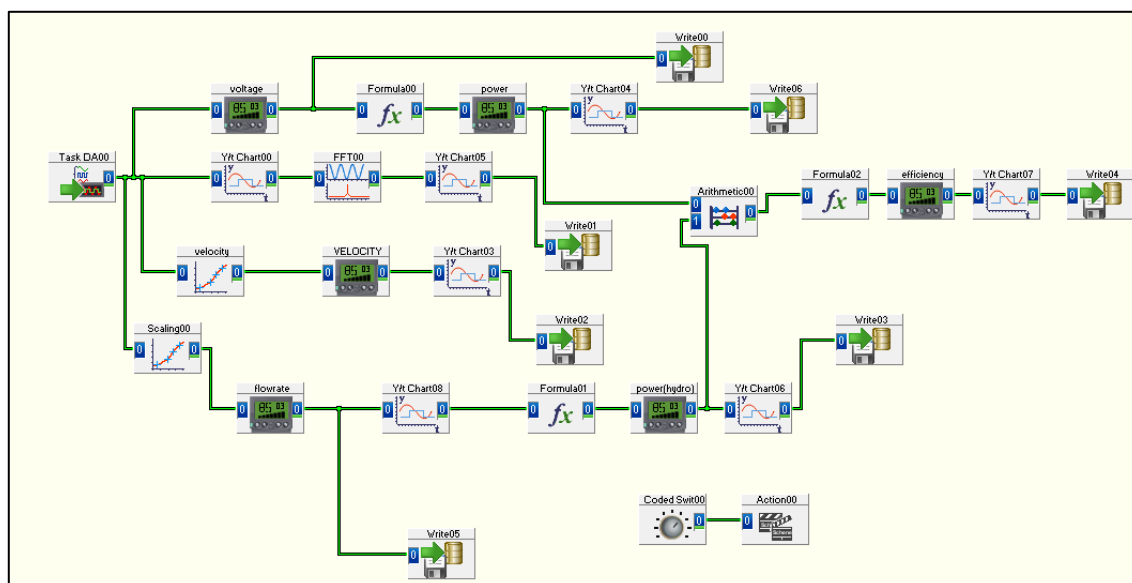 Write00
voltage
Formula00
power
Y/t Chart04
Write06
Task DA00
Y/t Chart00
FFT00
Y/t Chart05
Arithmetic00
Formula02
efficiency
Y/t Chart07
Write04
Write01
velocity
VELOCITY
Y/t Chart03
Scaling00
Write02
Write03
flowrate
Y/t Chart08
Formula01
power(hydro)
Y/t Chart06
Coded Swit00
Action00
Write05